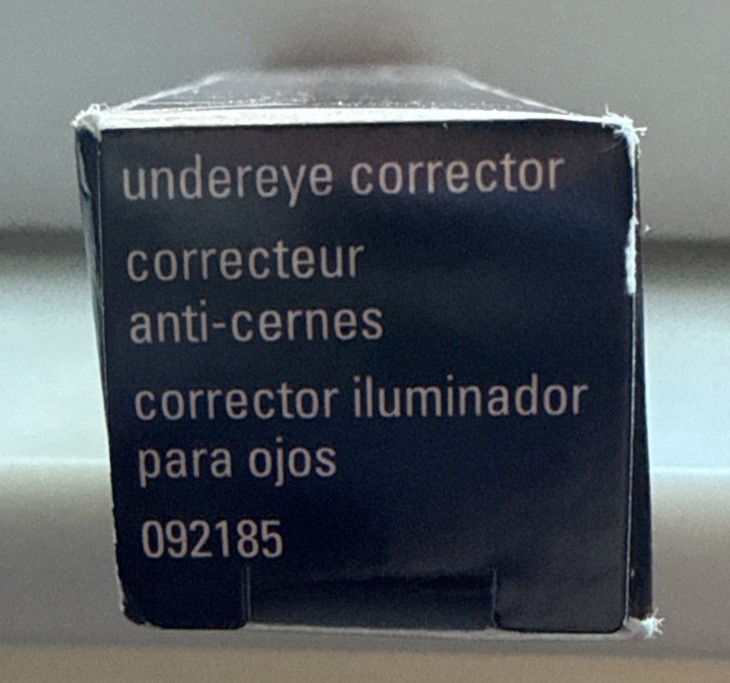 undereye corrector
correcteur
anti-cernes
corrector iluminador
para ojos
092185